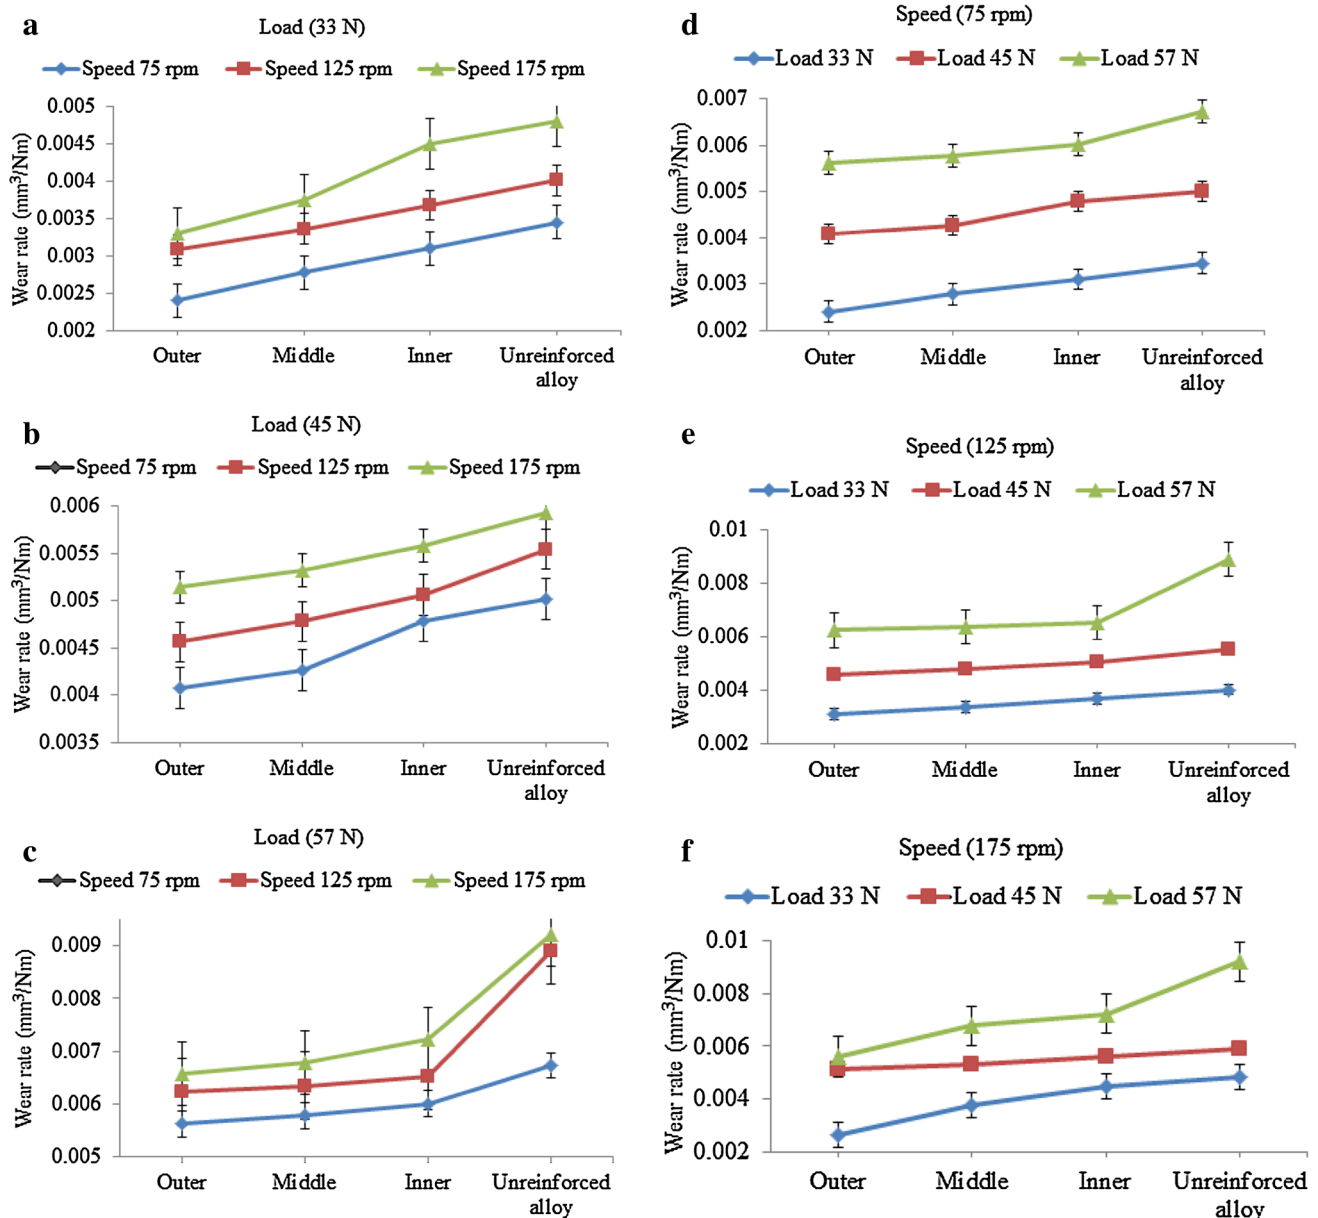 a
Load (33 N)
Speed 75 rpm Speed 125 rpm Speed 175 rpm
Wear rate (mm³/Nm)
0.005
0.0045
0.004
0.0035
0.003
0.0025
0.002
Outer Middle Inner Unreinforced
alloy
b
Load (45 N)
Speed 75 rpm Speed 125 rpm Speed 175 rpm
Wear rate (mm³/Nm)
0.006
0.0055
0.005
0.0045
0.004
0.0035
Outer Middle Inner Unreinforced
alloy
c
Load (57 N)
Speed 75 rpm Speed 125 rpm Speed 175 rpm
Wear rate (mm³/Nm)
0.009
0.008
0.007
0.006
0.005
Outer Middle Inner Unreinforced
alloy
d
Speed (75 rpm)
Load 33 N Load 45 N Load 57 N
Wear rate (mm³/Nm)
0.007
0.006
0.005
0.004
0.003
0.002
Outer Middle Inner Unreinforced
alloy
e
Speed (125 rpm)
Load 33 N Load 45 N Load 57 N
Wear rate (mm³/Nm)
0.01
0.008
0.006
0.004
0.002
Outer Middle Inner Unreinforced
alloy
f
Speed (175 rpm)
Load 33 N Load 45 N Load 57 N
Wear rate (mm³/Nm)
0.01
0.008
0.006
0.004
0.002
Outer Middle Inner Unreinforced
alloy